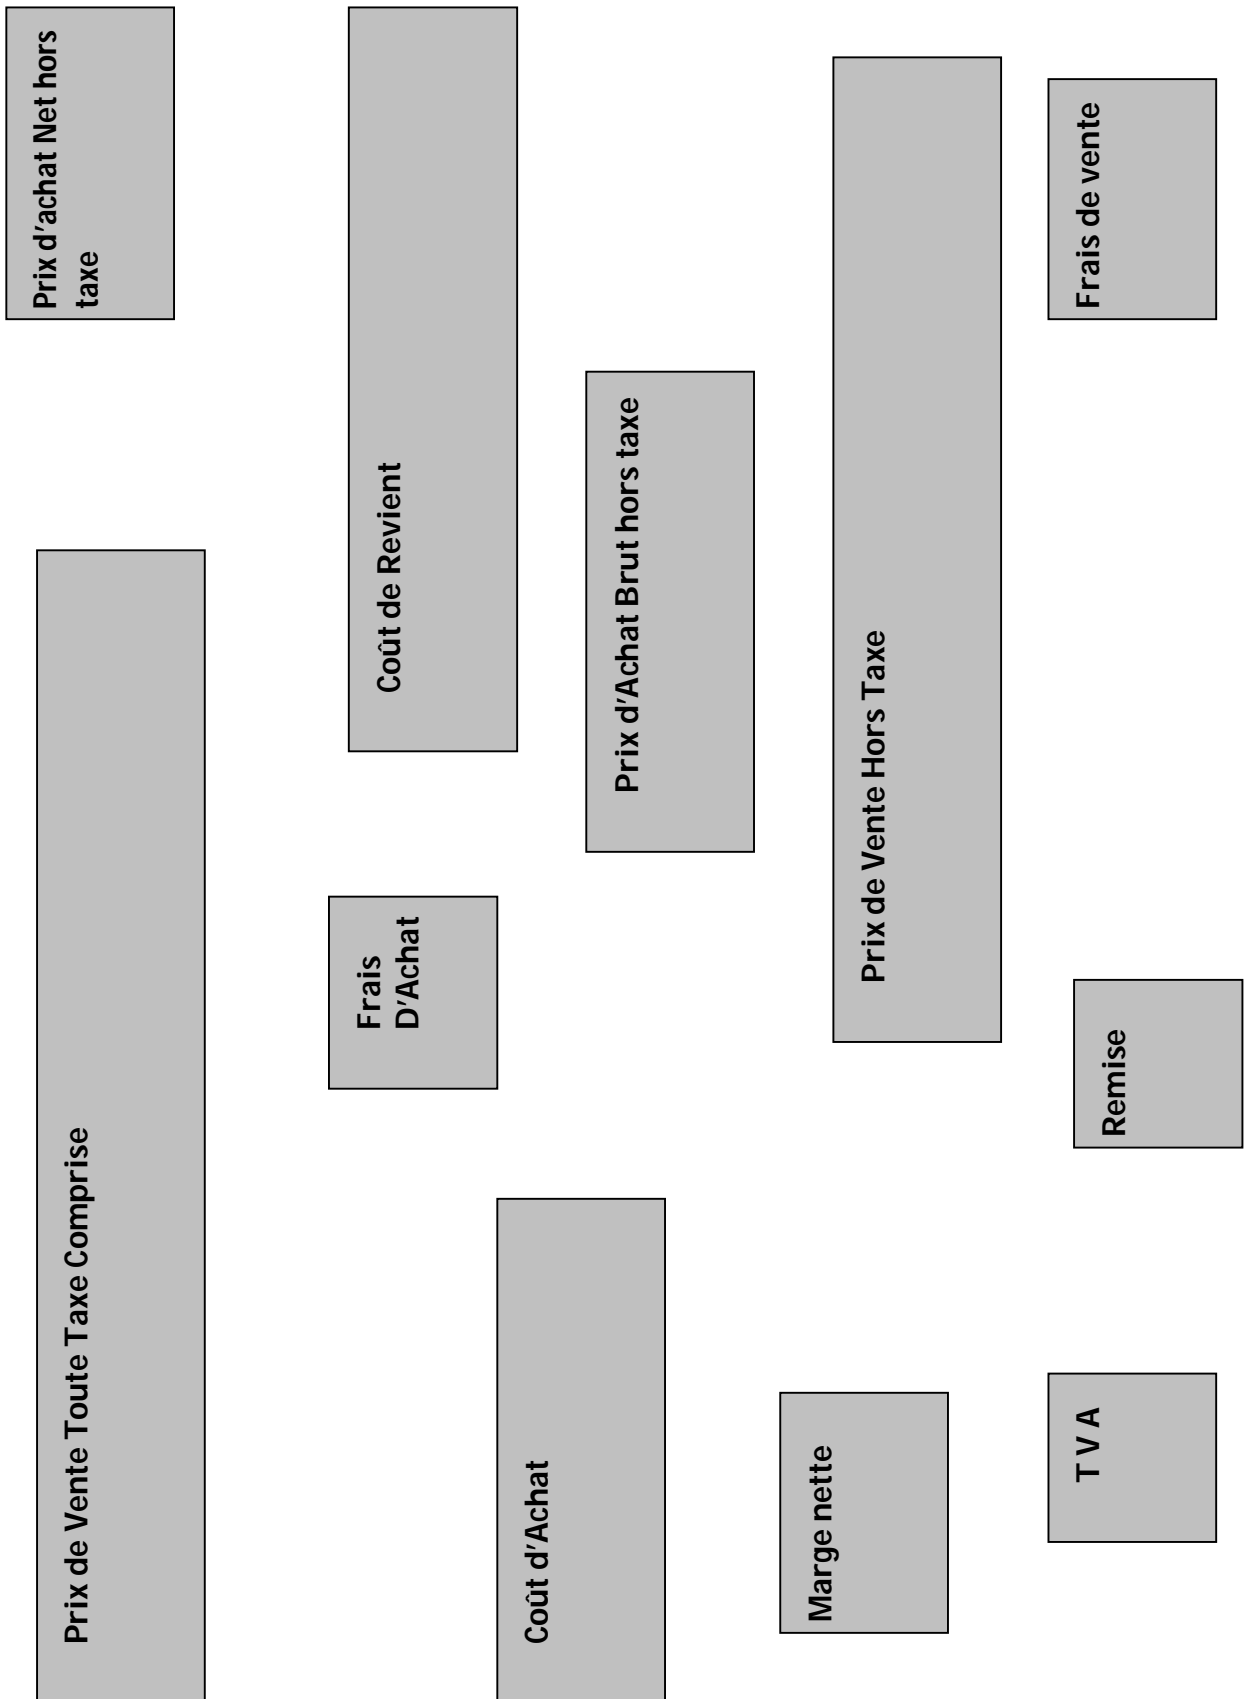 Prix d'achat Net hors
taxe
Coût de Revient
Prix d'Achat Brut hors taxe
Prix de Vente Hors Taxe
Frais de vente
Prix de Vente Toute Taxe Comprise
Frais
D'Achat
Coût d'Achat
Marge nette
Remise
T V A